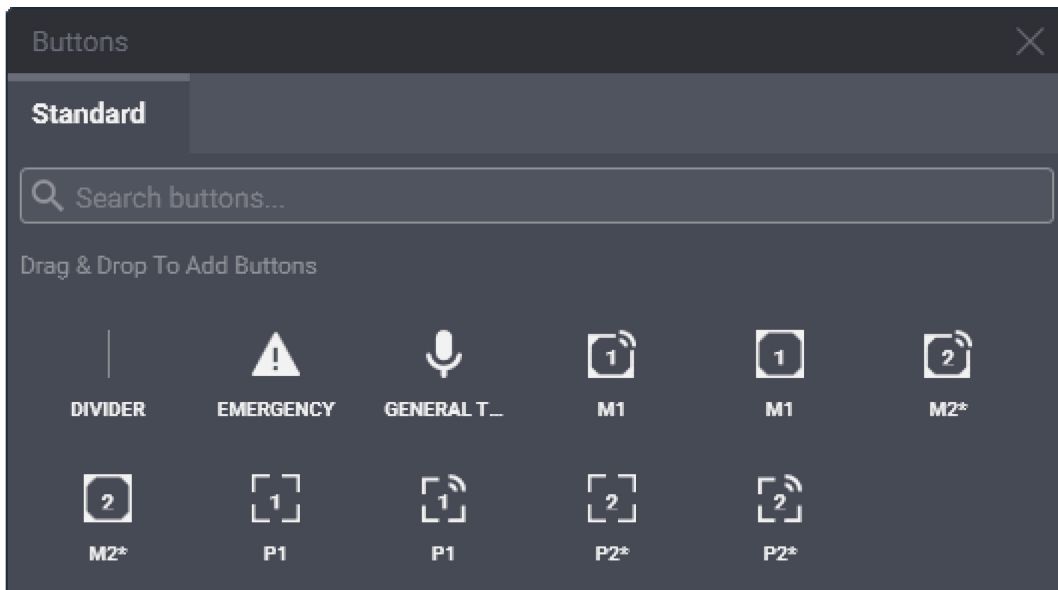 Buttons
Standard
Search buttons...
Drag & Drop To Add Buttons
1 1 2
DIVIDER EMERGENCY GENERAL T... M1 M1 M2*
2 1 1 2 2
M2* P1 P1 P2* P2*